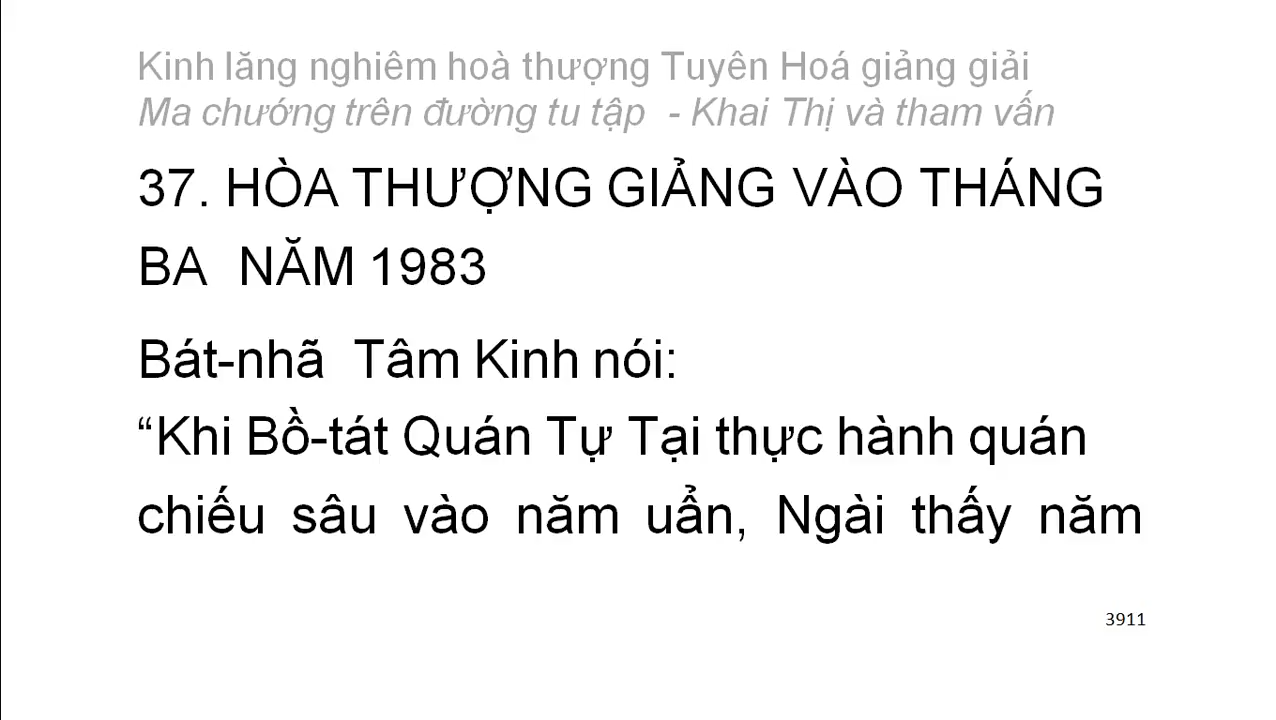 Kinh lăng nghiêm hoà thượng Tuyên Hoá giảng giải
Ma chướng trên đường tu tập - Khai Thị và tham vấn
37. HÒA THƯỢNG GIẢNG VÀO THÁNG
BA NĂM 1983
Bát-nhã Tâm Kinh nói:
“Khi Bồ-tát Quán Tự Tại thực hành quán
chiếu sâu vào năm uẩn, Ngài thấy năm
3911